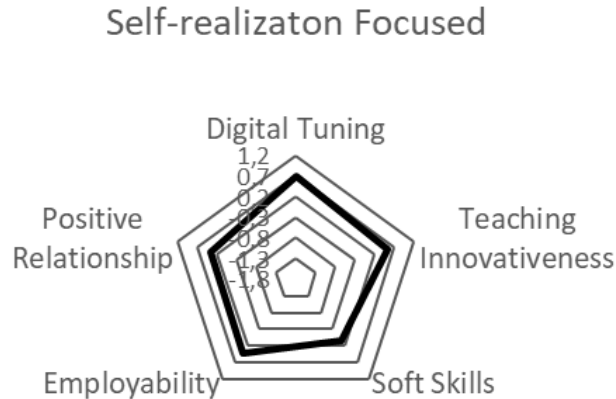 Self-realizaton Focused
Digital Tuning
1,2
0,7
0,2
-0,3
-0,8
-1,3
-1,8
Positive
Relationship
Teaching
Innovativeness
Employability
Soft Skills